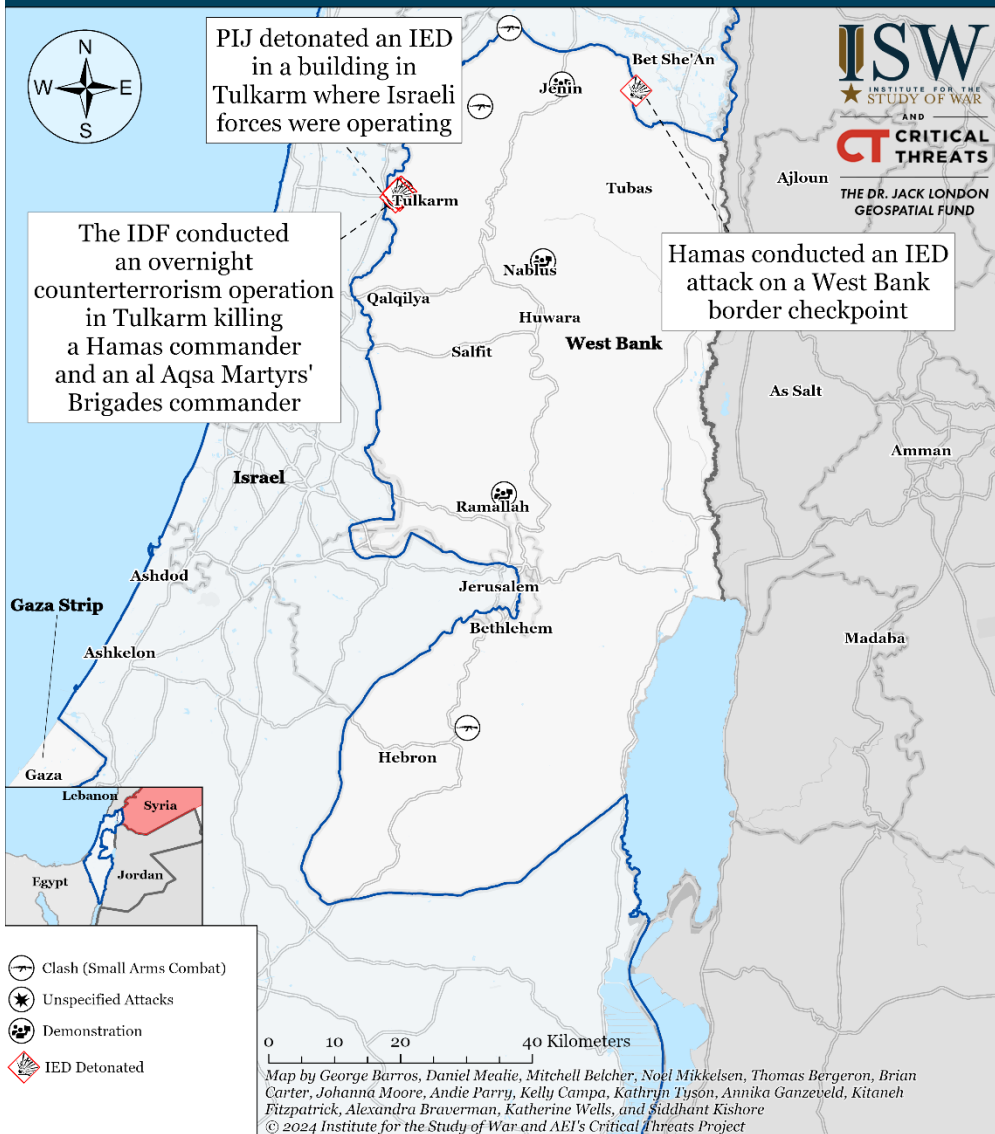 N
W
E
S
PIJ detonated an IED
in a building in
Tulkarm where Israeli
forces were operating
ISW
INSTITUTE FOR THE
STUDY OF WAR
AND
CT CRITICAL
THREATS
THE DR. JACK LONDON
GEOSPATIAL FUND
Bet She'An
Jenin
Ajloun
Tubas
Tulkarm
The IDF conducted
an overnight
counterterrorism operation
in Tulkarm killing
a Hamas commander
and an al Aqsa Martyrs'
Brigades commander
Hamas conducted an IED
attack on a West Bank
border checkpoint
Nablus
Qalqilya
Huwara
West Bank
Salfit
As Salt
Amman
Israel
Ramallah
Ashdod
Jerusalem
Gaza Strip
Bethlehem
Madaba
Ashkelon
Hebron
Gaza
Lebanon
Syria
Egypt
Jordan
Clash (Small Arms Combat)
Unspecified Attacks
Demonstration
IED Detonated
0 20 40 Kilometers
Map by George Barros, Daniel Mealie, Mitchell Belcher, Noel Mikkelsen, Thomas Bergeron, Brian
Carter, Johanna Moore, Andie Parry, Kelly Campa, Kathryn Tyson, Annika Ganzeveld, Kitaneh
Fitzpatrick, Alexandra Braverman, Katherine Wells, and Siddhant Kishore
© 2024 Institute for the Study of War and AEI's Critical Threats Project